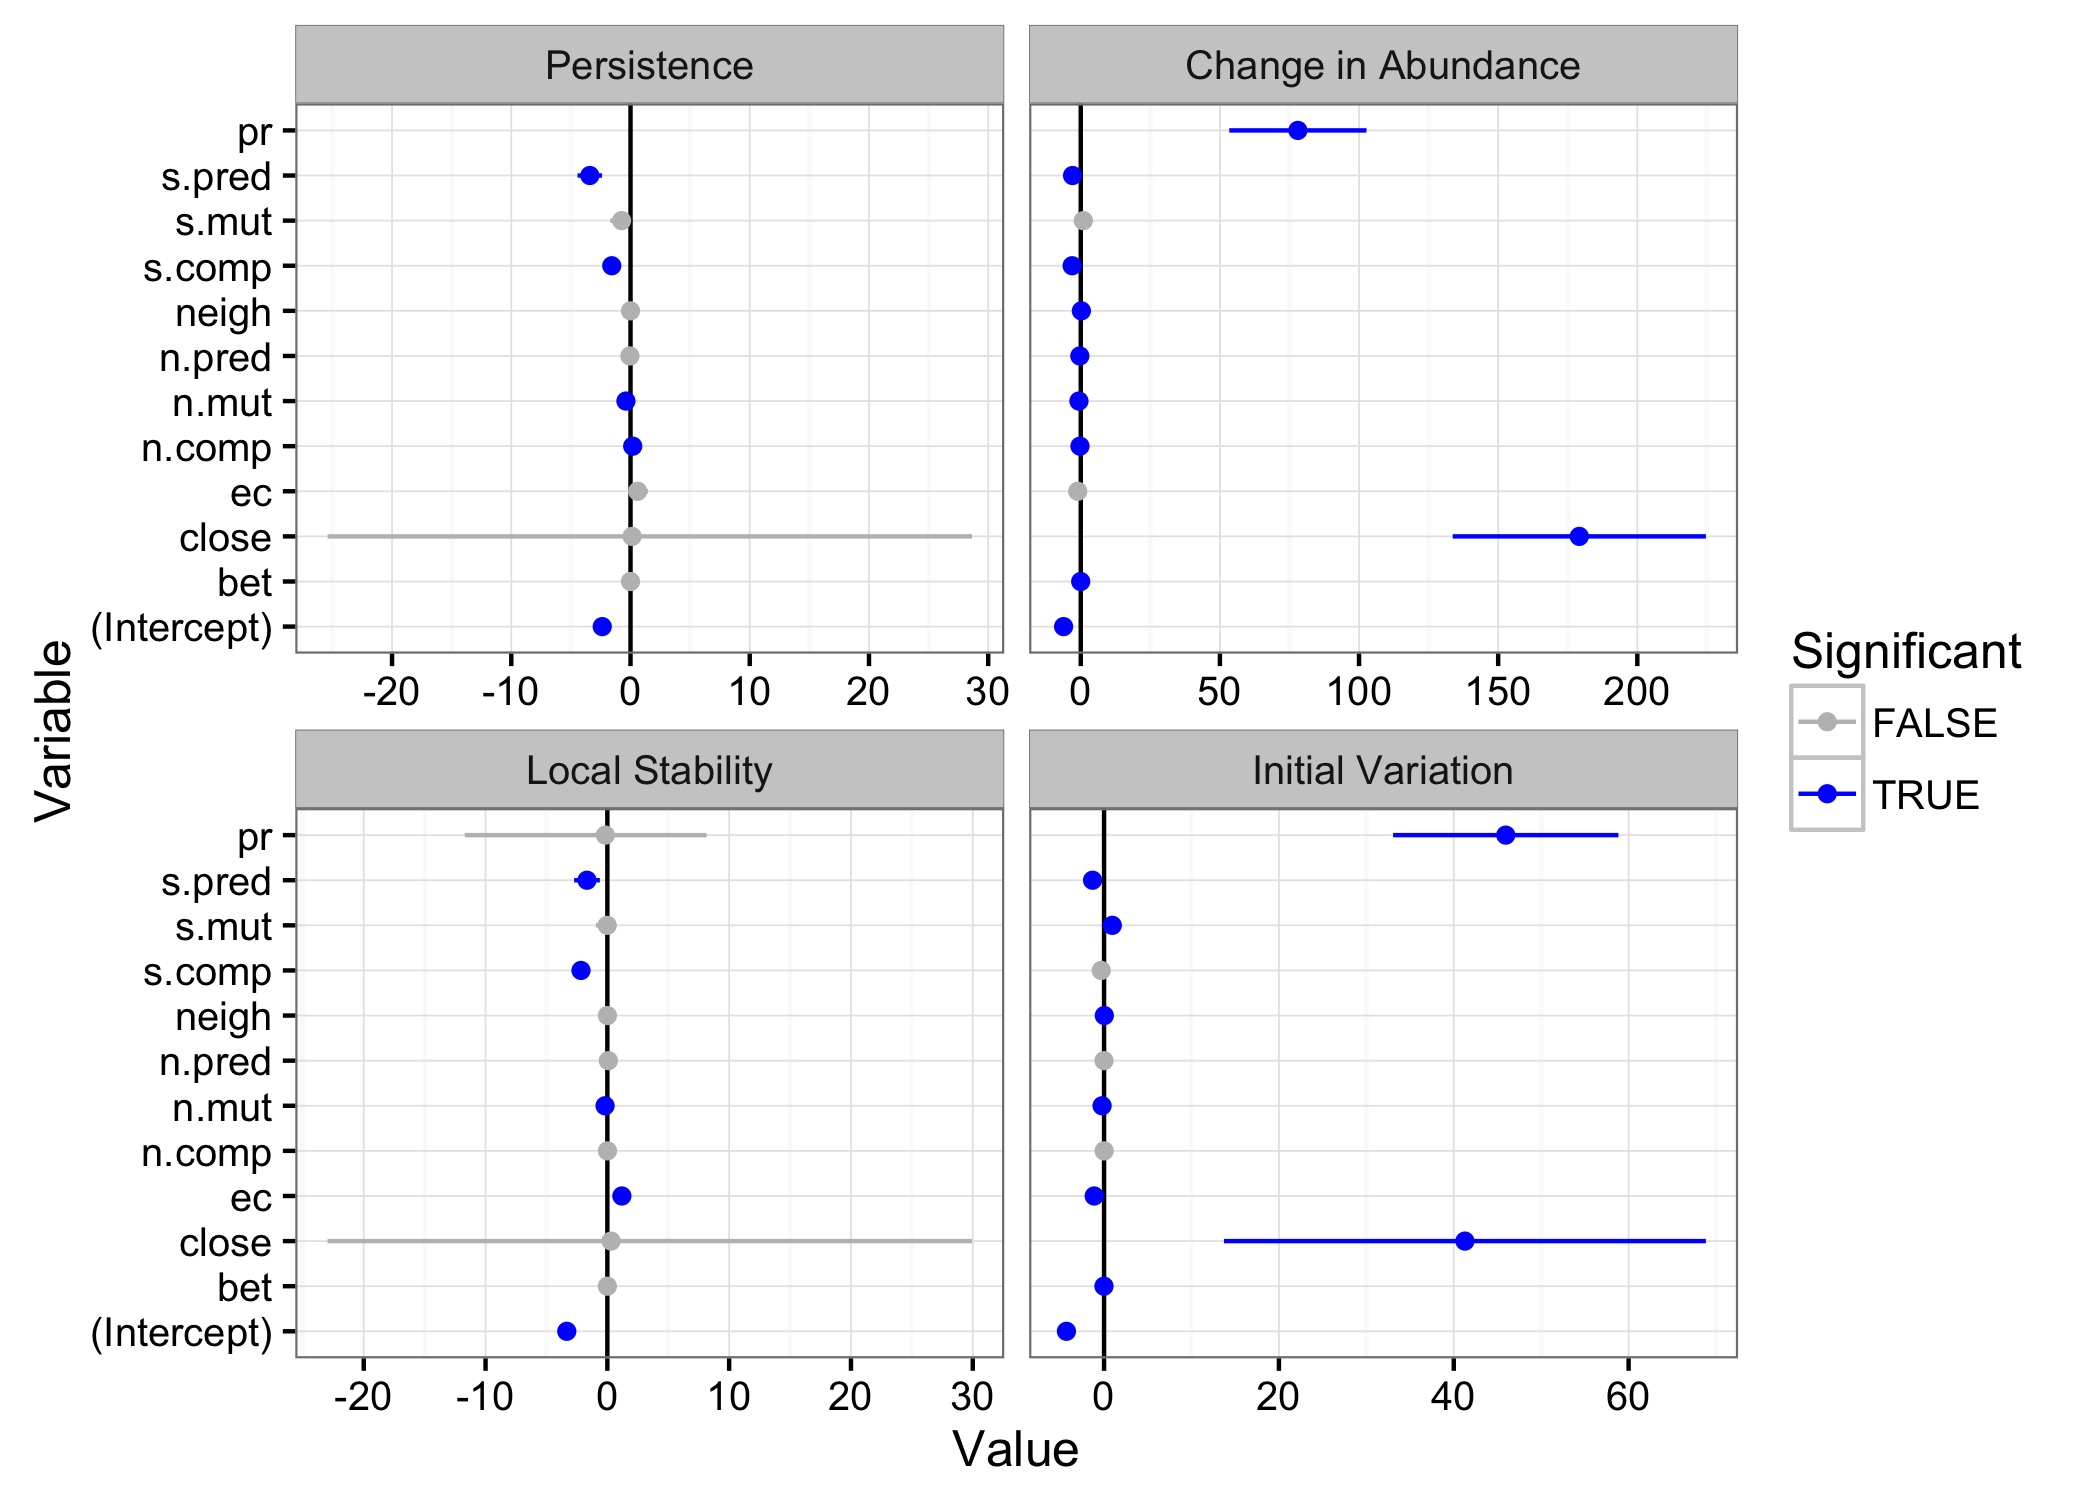 Persistence
Change in Abundance
pr
s.pred
s.mut
s.comp
neigh
n.pred
n.mut
n.comp
ec
close
bet
(Intercept)
-20 -10 0 10 20 30
0 50 100 150 200
Variable
Local Stability
Initial Variation
pr
s.pred
s.mut
s.comp
neigh
n.pred
n.mut
n.comp
ec
close
bet
(Intercept)
-20 -10 0 10 20 30
0 20 40 60
Value
Significant
FALSE
TRUE